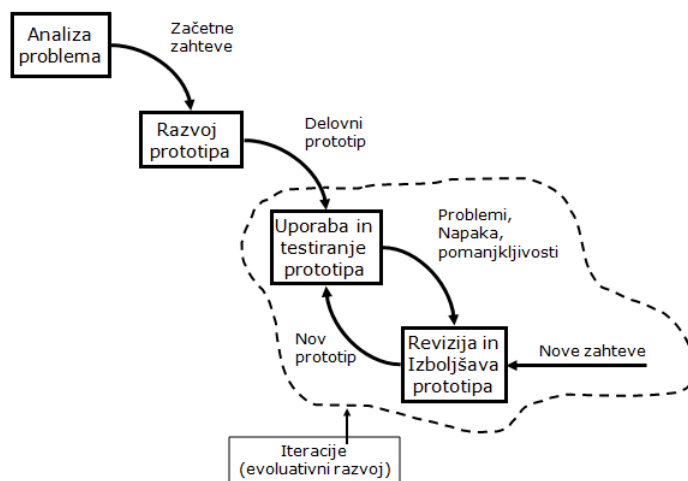 Analiza
problema
Začetne
zahteve
Razvoj
prototipa
Delovni
prototip
Uporaba in
testiranje
prototipa
Problemi,
Napaka,
pomanjkljivosti
Nov
prototip
Revizija in
Izboljšava
prototipa
Nove zahteve
Iteracije
(evoluativni razvoj)